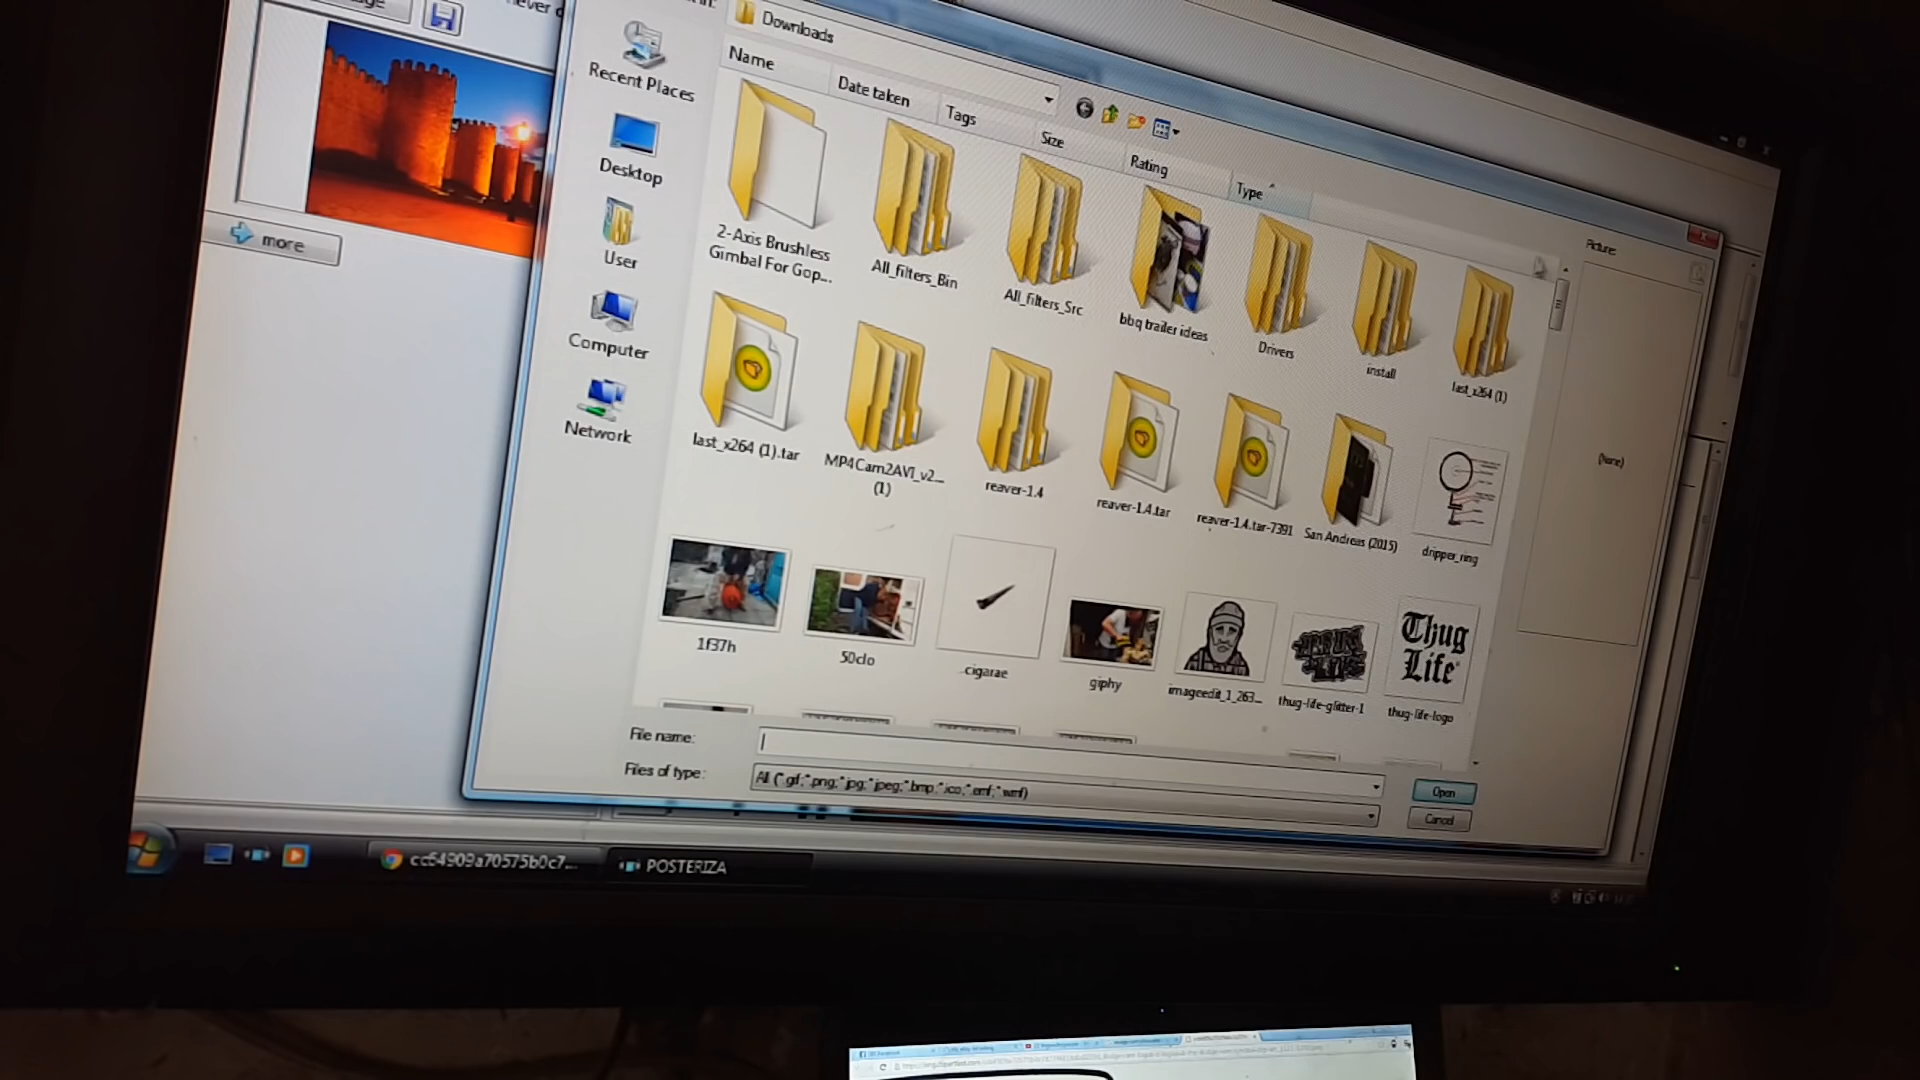 Downloads
Name
Date taken
Tags
Size
Rating
Type
Recent Places
Desktop
User
Computer
Network
more
2-Axis Brushless
Gimbal For Gop...
All_filters_Bin
All_filters_Src
bbq trailer ideas
Drivers
install
last_x264 (1)
last_x264 (1).tar
MP4Cam2AVI_v2...
(1)
reaver-1.4
reaver-1.4.tar
reaver-1.4.tar-7391
San Andreas (2015)
dripper_ring
1f37h
50clo
cigarae
giphy
imageedit_1_263...
thug-life-glitter-1
Thug
Life
thug-life-logo
Picture:
(None)
File name:
Files of type:
All (*.gif;*.png;*.jpg;*.jpeg;*.bmp;*.ico;*.emf;*.wmf)
Open
Cancel
cc64909a70575b0c7...
POSTERIZA